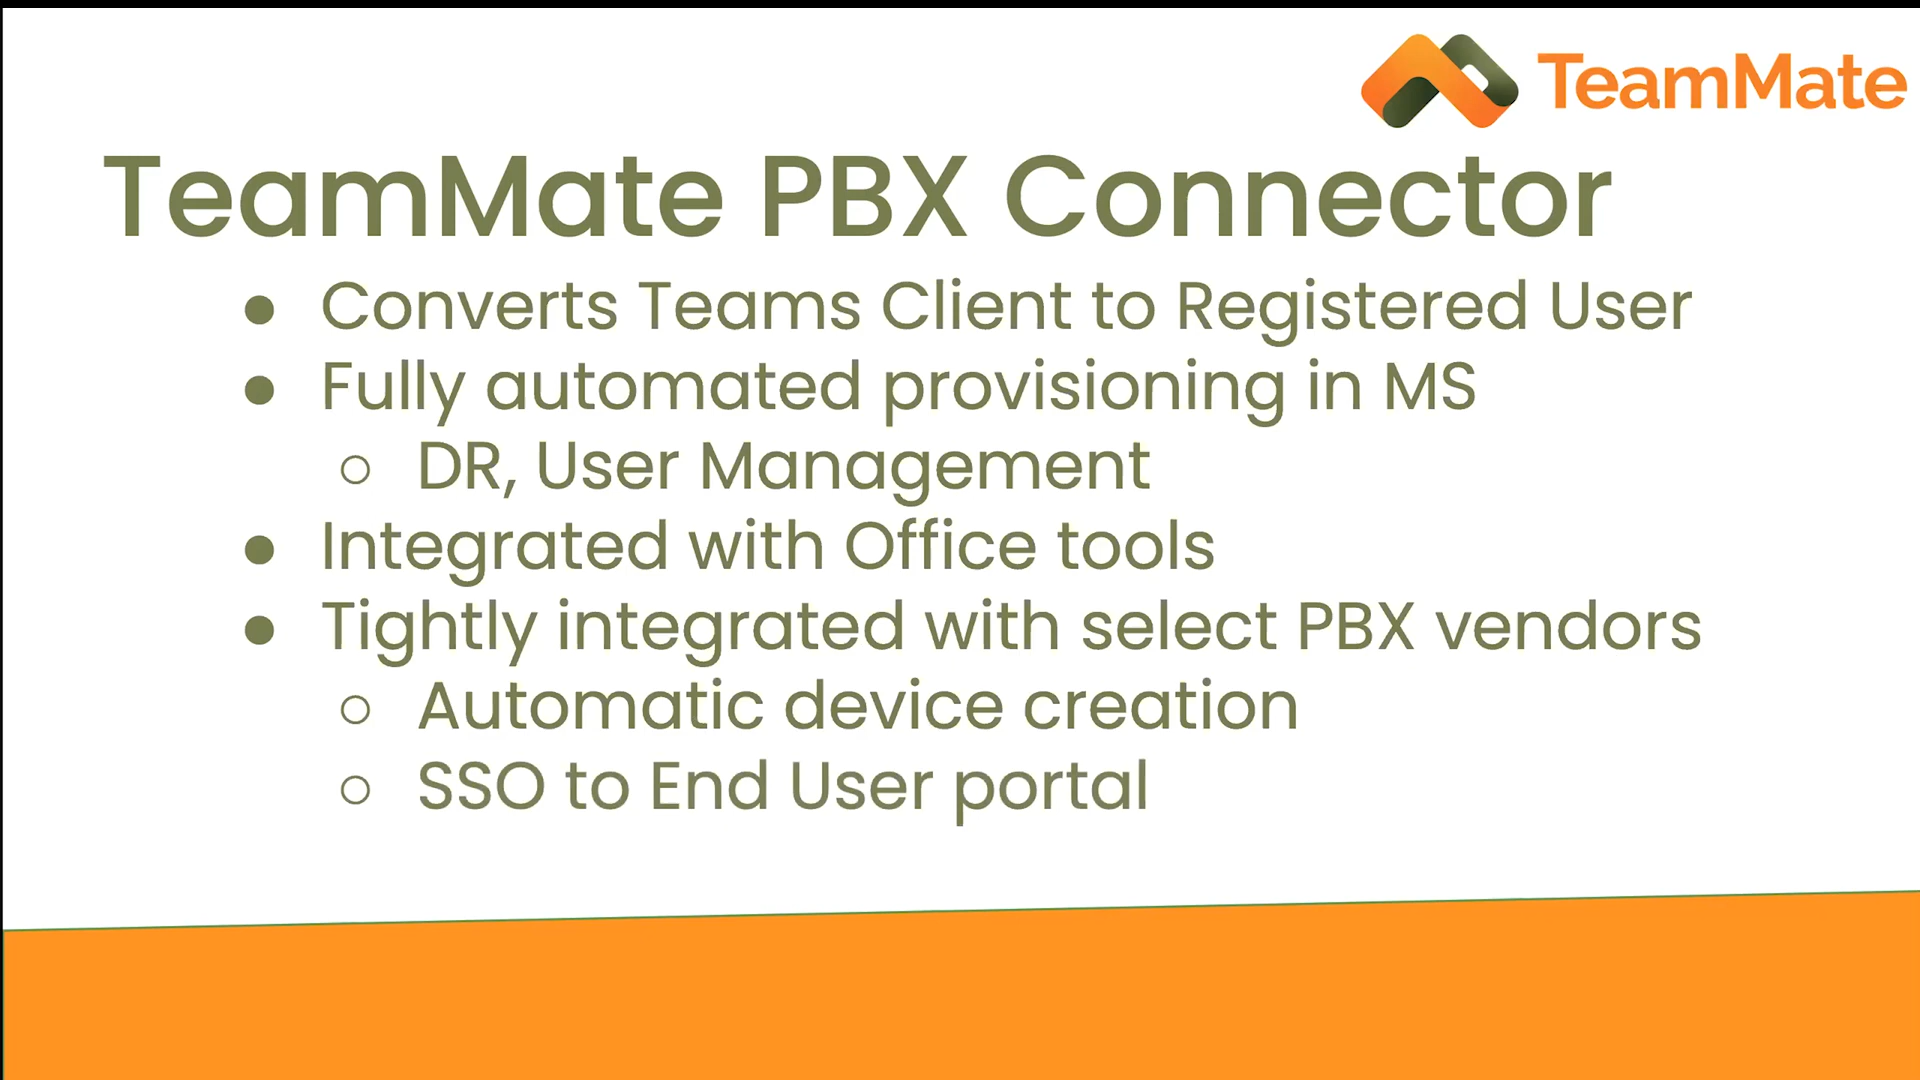 TeamMate
TeamMate PBX Connector
● Converts Teams Client to Registered User
● Fully automated provisioning in MS
○ DR, User Management
● Integrated with Office tools
● Tightly integrated with select PBX vendors
○ Automatic device creation
○ SSO to End User portal